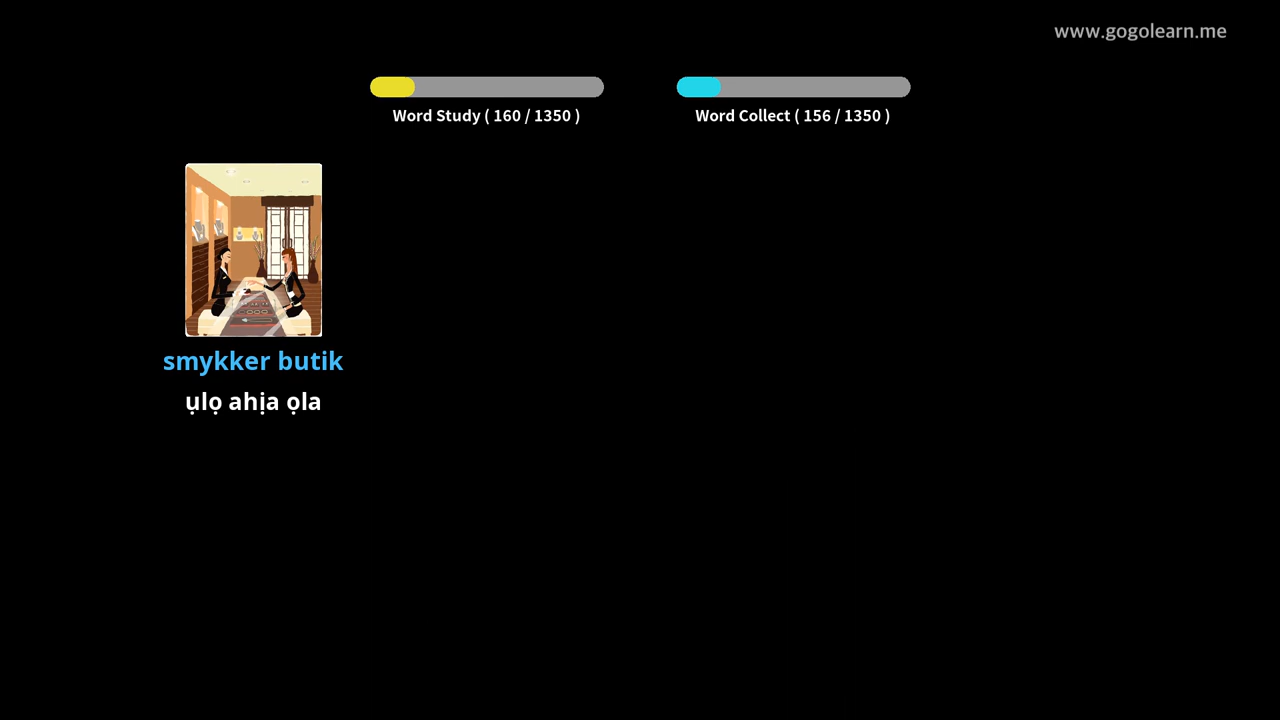 www.gogolearn.me
Word Study ( 160 / 1350 )
Word Collect ( 156 / 1350 )
smykker butik
ụlọ ahịa ọla